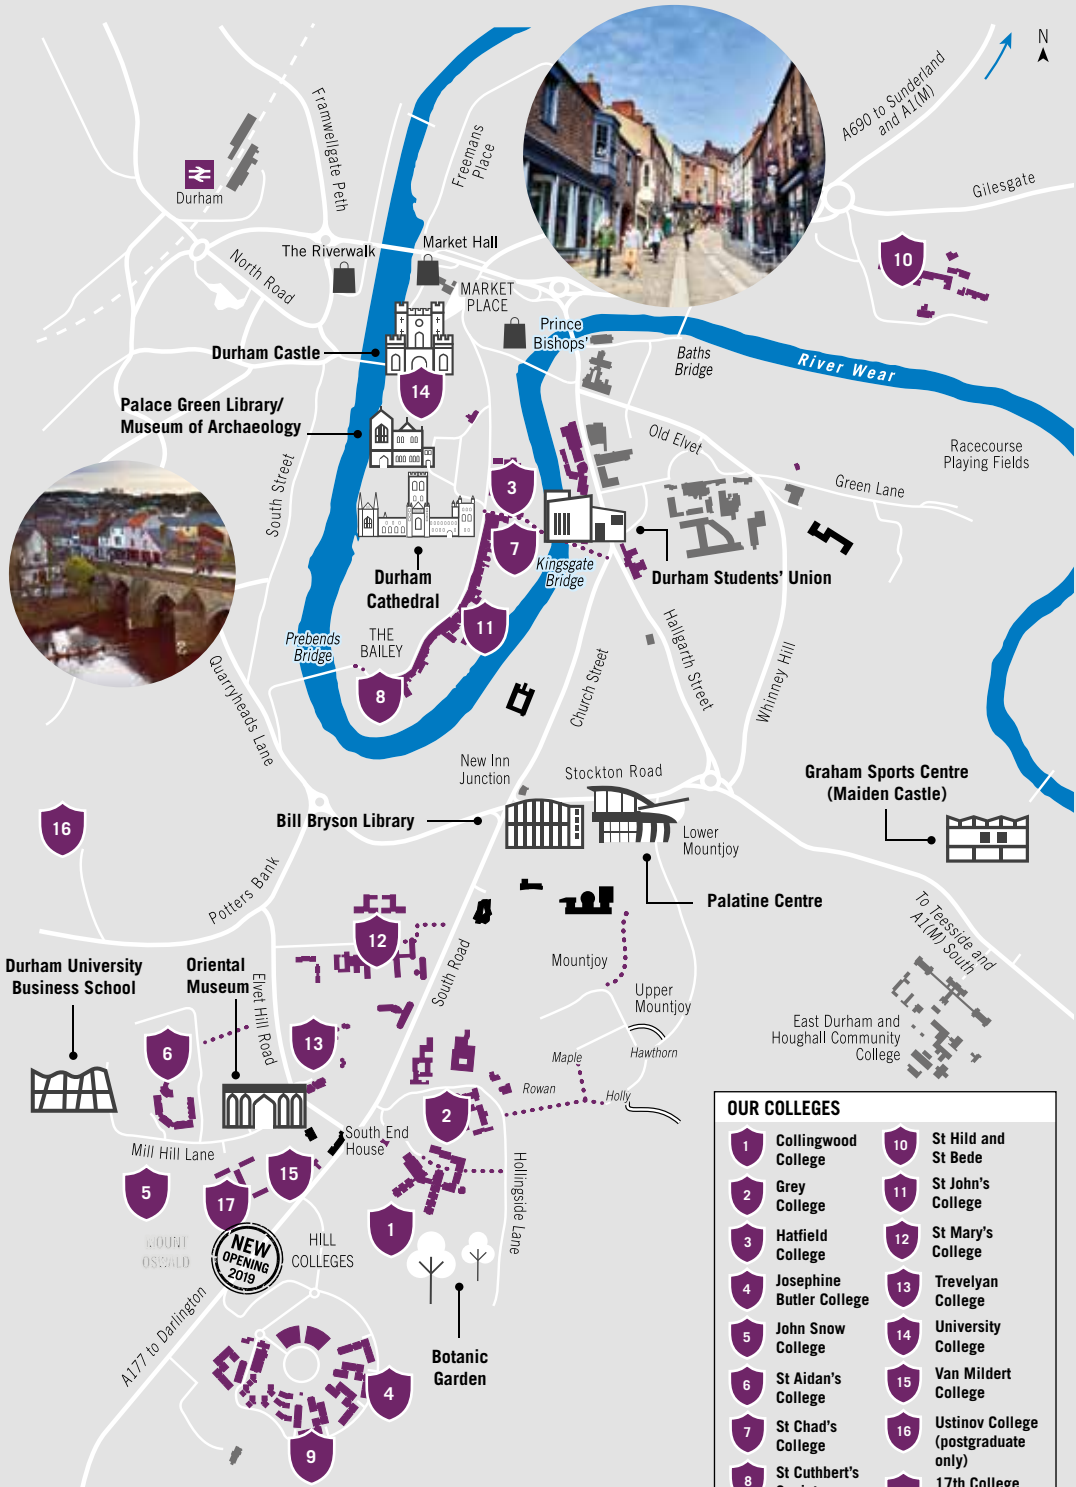 N
A690 to Sunderland
and A1(M)
Gilesgate
Framwellgate Peth
Freemans
Place
Durham
10
North Road
The Riverwalk
Market Hall
MARKET
PLACE
Prince
Bishops'
Baths
Bridge
River Wear
Durham Castle
14
Palace Green Library/
Museum of Archaeology
Old Elvet
Racecourse
Playing Fields
South Street
3
Green Lane
7
Kingsgate
Bridge
Durham Students' Union
Durham
Cathedral
11
Prebends
Bridge
THE
BAILEY
8
Hallgarth Street
Whinney Hill
Church Street
Quarryheads Lane
New Inn
Junction
Stockton Road
Graham Sports Centre
(Maiden Castle)
16
Bill Bryson Library
Lower
Mountjoy
Potters Bank
Palatine Centre
To Teesside and
A1(M) South
12
Durham University
Business School
Oriental
Museum
South Road
Mountjoy
Elvet Hill Road
Upper
Mountjoy
East Durham and
Houghall Community
College
6
13
Maple
Hawthorn
Rowan
Holly
2
South End
House
Mill Hill Lane
Hollingside Lane
5
15
17
1
MOUNT
OSWALD
NEW
OPENING
2019
HILL
COLLEGES
A177 to Darlington
Botanic
Garden
4
9
OUR COLLEGES
1 Collingwood
College
2 Grey
College
3 Hatfield
College
4 Josephine
Butler College
5 John Snow
College
6 St Aidan's
College
7 St Chad's
College
8 St Cuthbert's
10 St Hild and
St Bede
11 St John's
College
12 St Mary's
College
13 Trevelyan
College
14 University
College
15 Van Mildert
College
16 Ustinov College
(postgraduate
only)
17th College